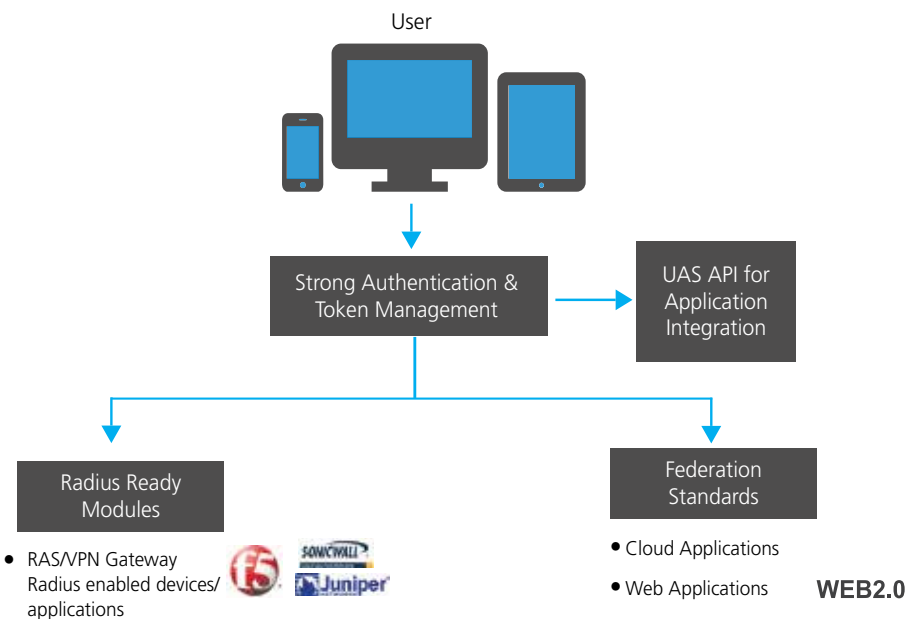 User
Strong Authentication &
Token Management
UAS API for
Application
Integration
Radius Ready
Modules
Federation
Standards
• RAS/VPN Gateway
Radius enabled devices/
applications
f5
SONICWALL
Juniper
• Cloud Applications
• Web Applications
WEB2.0